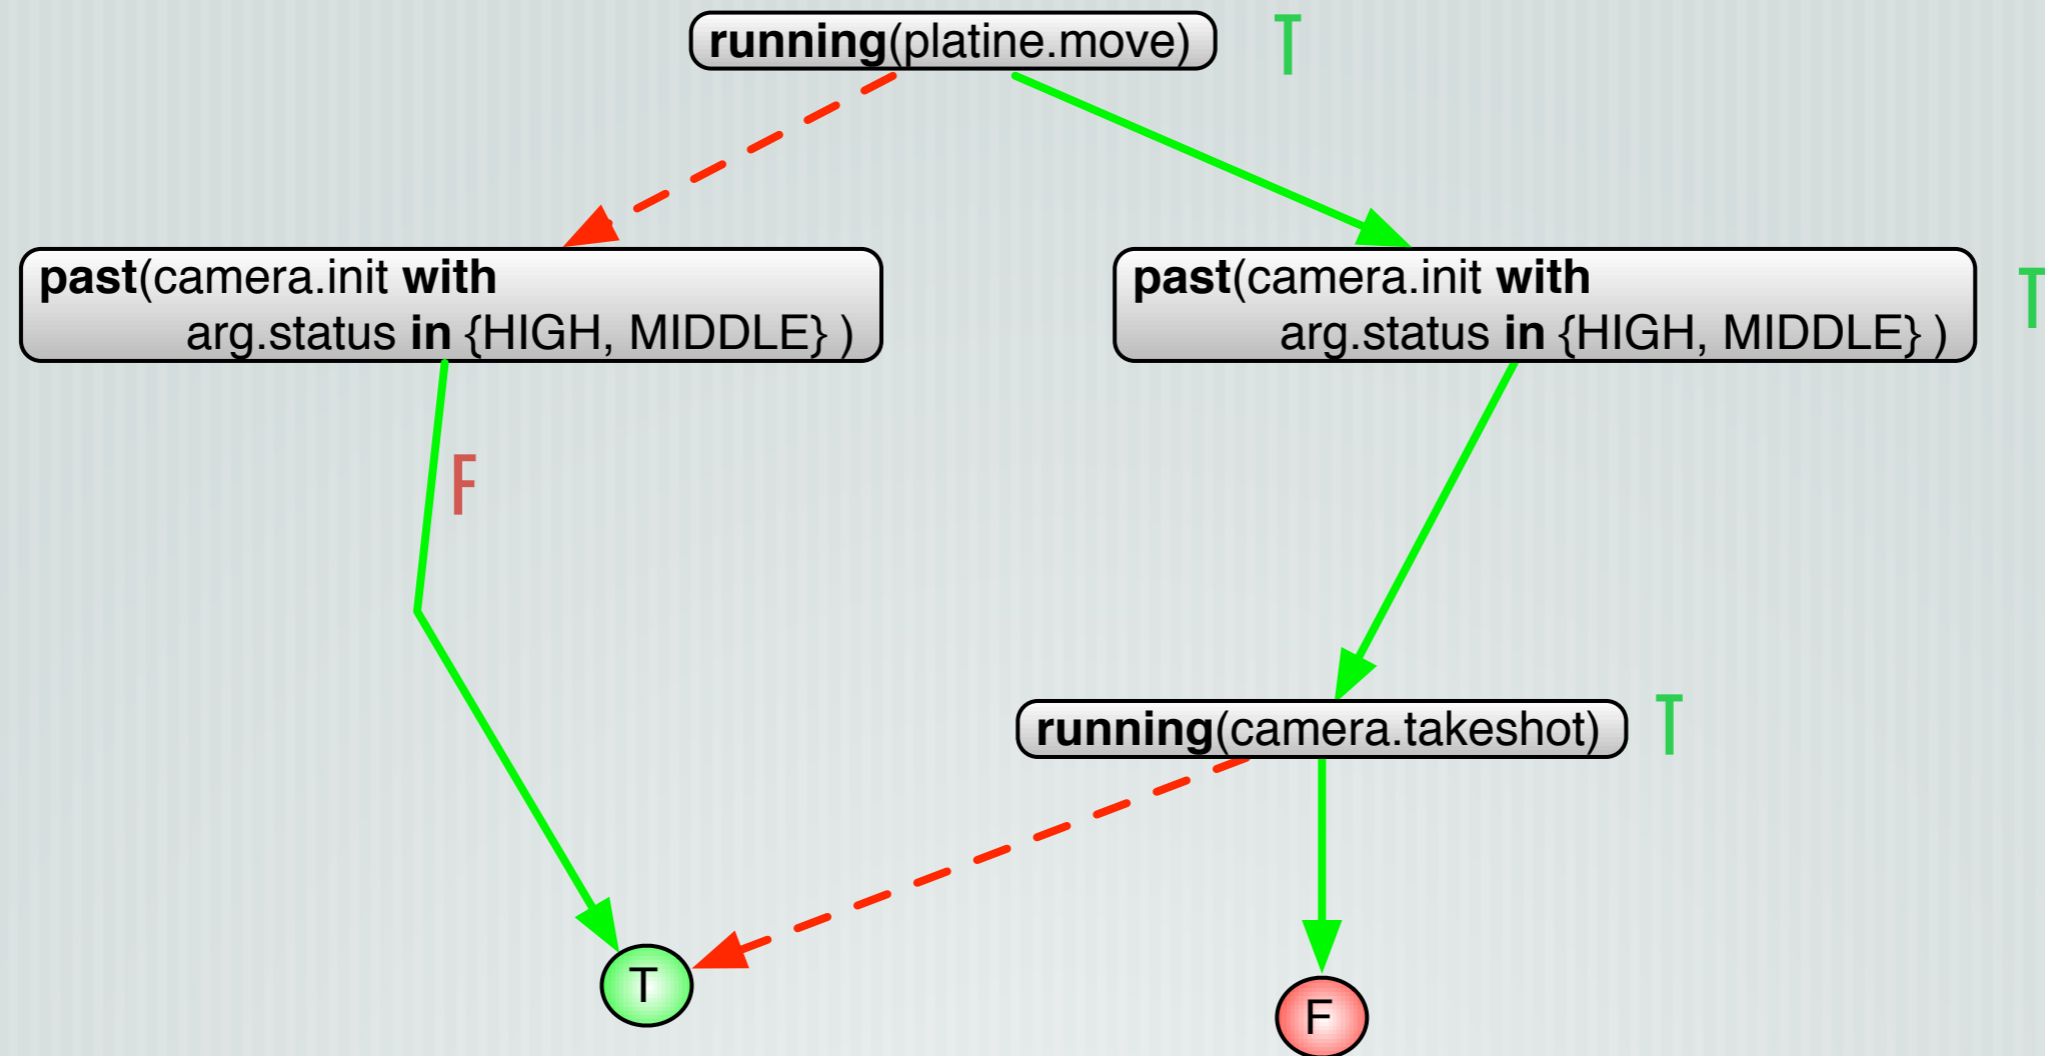 running(platine.move) T
past(camera.init with
arg.status in {HIGH, MIDDLE} )
past(camera.init with
arg.status in {HIGH, MIDDLE} )
T
F
running(camera.takeshot) T
T
F